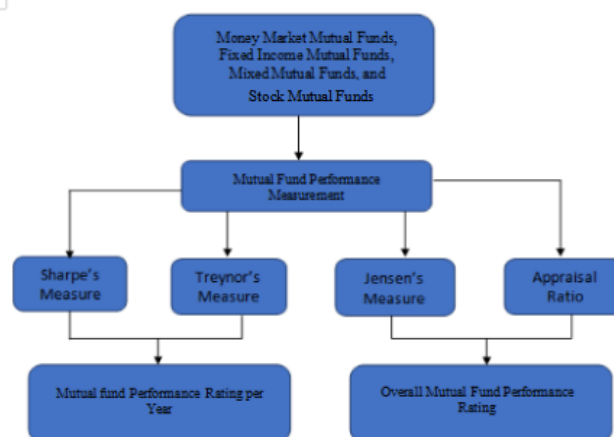 Money Market Mutual Funds,
Fixed Income Mutual Funds,
Mixed Mutual Funds, and
Stock Mutual Funds
Mutual Fund Performance
Measurement
Sharpe's
Measure
Treynor's
Measure
Jensen's
Measure
Appraisal
Ratio
Mutual fund Performance Rating per
Year
Overall Mutual Fund Performance
Rating